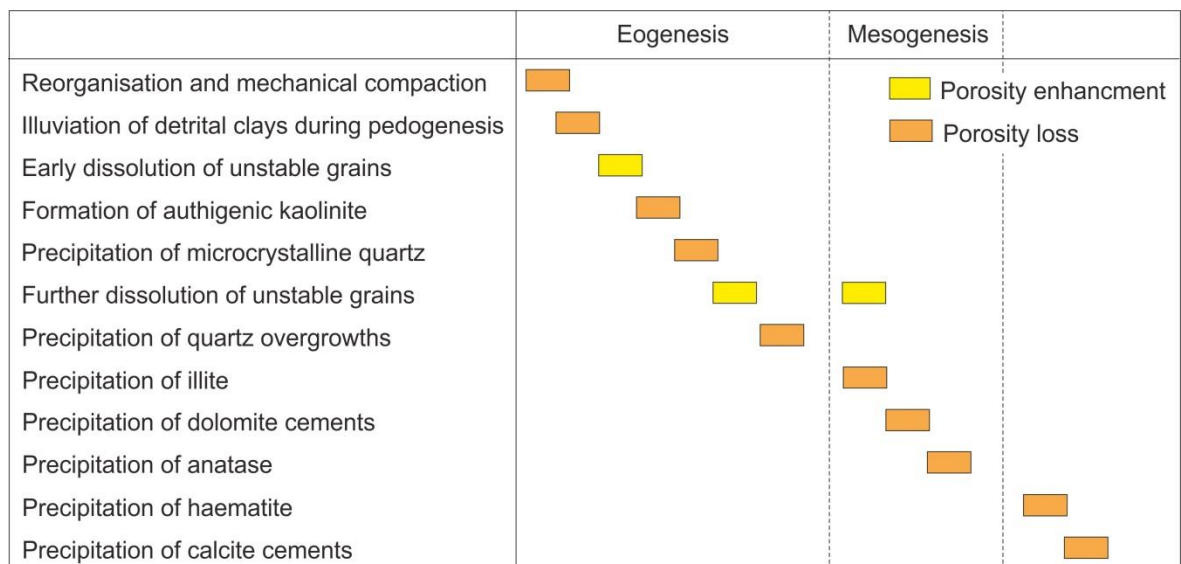 Eogenesis Mesogenesis
Reorganisation and mechanical compaction
Porosity enhancment
Illuviation of detrital clays during pedogenesis
Porosity loss
Early dissolution of unstable grains
Formation of authigenic kaolinite
Precipitation of microcrystalline quartz
Further dissolution of unstable grains
Precipitation of quartz overgrowths
Precipitation of illite
Precipitation of dolomite cements
Precipitation of anatase
Precipitation of haematite
Precipitation of calcite cements